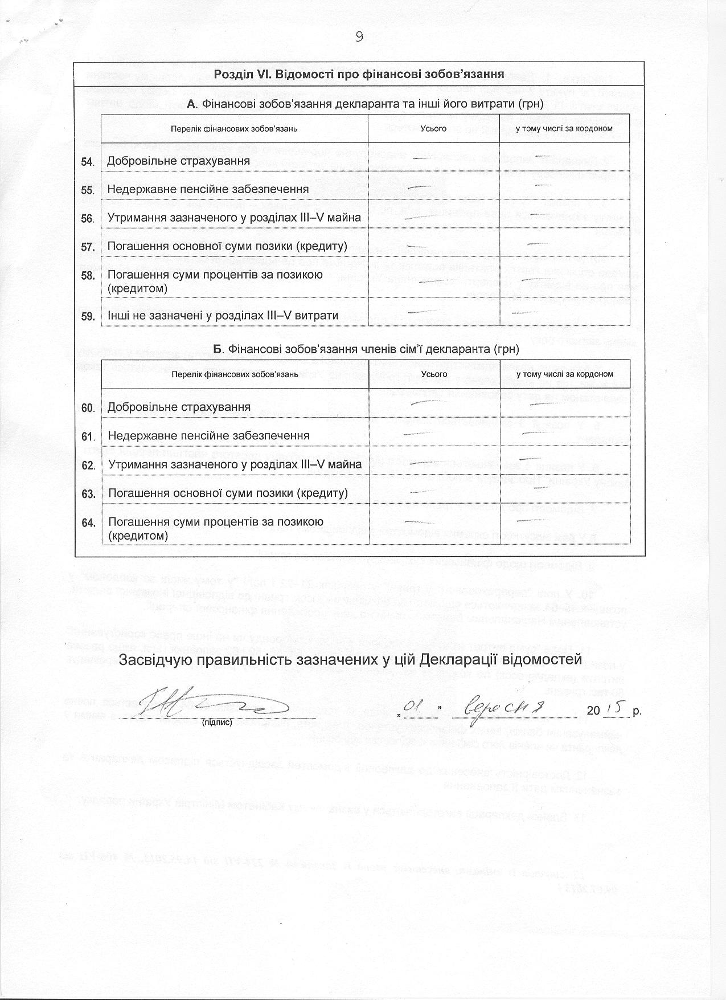 9
Розділ VI. Відомості про фінансові зобов'язання
А. Фінансові зобов'язання декларанта та інші його витрати (грн)
Перелік фінансових зобов'язань Усього у тому числі за кордоном
54. Добровільне страхування — —
55. Недержавне пенсійне забезпечення — —
56. Утримання зазначеного у розділах III–V майна — —
57. Погашення основної суми позики (кредиту) — —
58. Погашення суми процентів за позикою
(кредитом) — —
59. Інші не зазначені у розділах III–V витрати — —
Б. Фінансові зобов'язання членів сім'ї декларанта (грн)
Перелік фінансових зобов'язань Усього у тому числі за кордоном
60. Добровільне страхування — —
61. Недержавне пенсійне забезпечення — —
62. Утримання зазначеного у розділах III–V майна — —
63. Погашення основної суми позики (кредиту) — —
64. Погашення суми процентів за позикою
(кредитом) — —
Засвідчую правильність зазначених у цій Декларації відомостей
„ 01 " вересня 20 15 р.
(підпис)